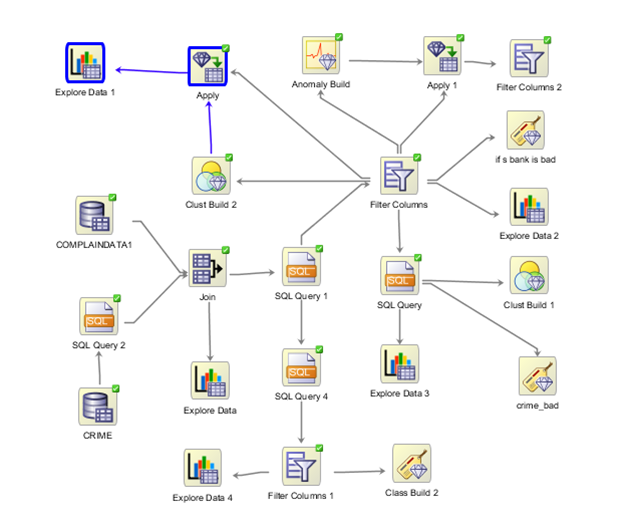 Explore Data 1
Apply
Anomaly Build
Apply 1
Filter Columns 2
if s bank is bad
Clust Build 2
Filter Columns
Explore Data 2
COMPLAINDATA1
Join
SQL
SQL Query 1
SQL
SQL Query
Clust Build 1
SQL
SQL Query 2
Explore Data
SQL
SQL Query 4
Explore Data 3
crime_bad
CRIME
Explore Data 4
Filter Columns 1
Class Build 2